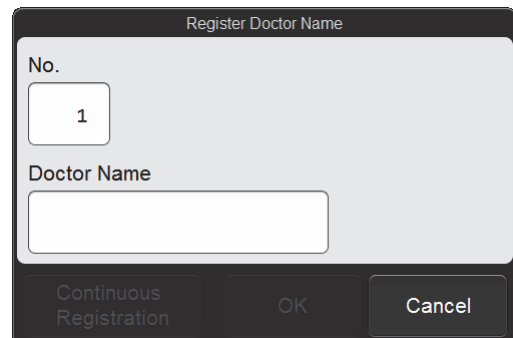 Register Doctor Name
No.
1
Doctor Name
Continuous
Registration
OK
Cancel